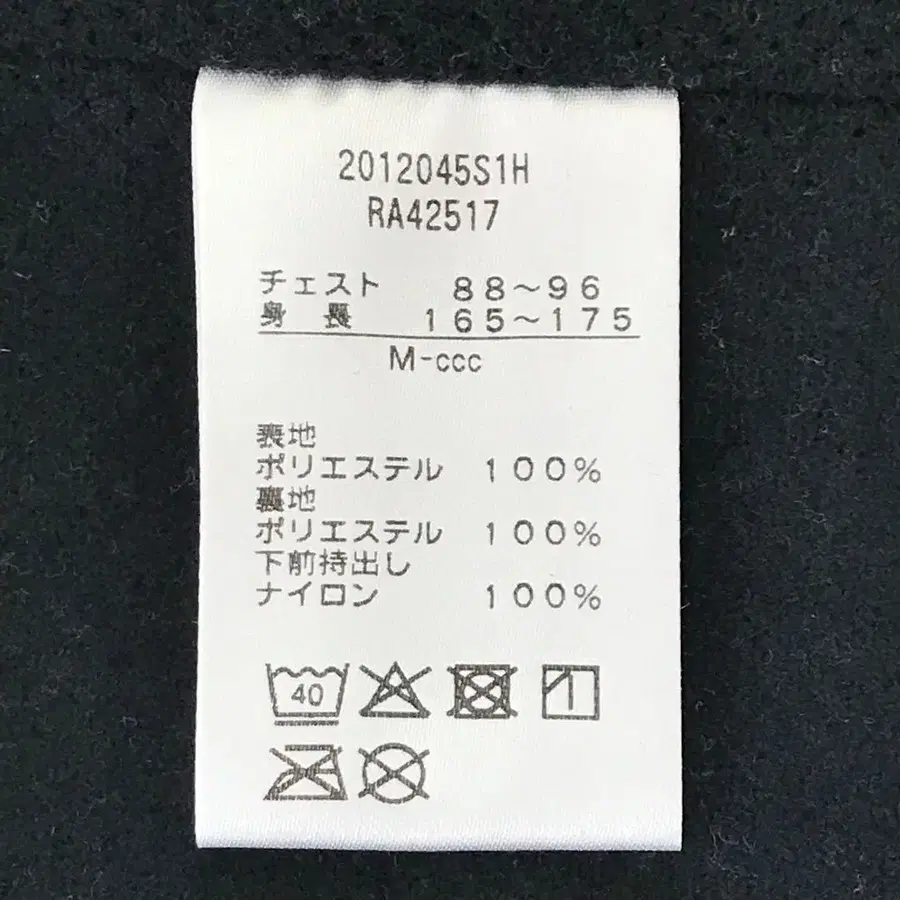 2012045S1H
RA42517
チェスト 88～96
身長 165～175
M-ccc
表地
ポリエステル 100%
裏地
ポリエステル 100%
下前持出し
ナイロン 100%
40